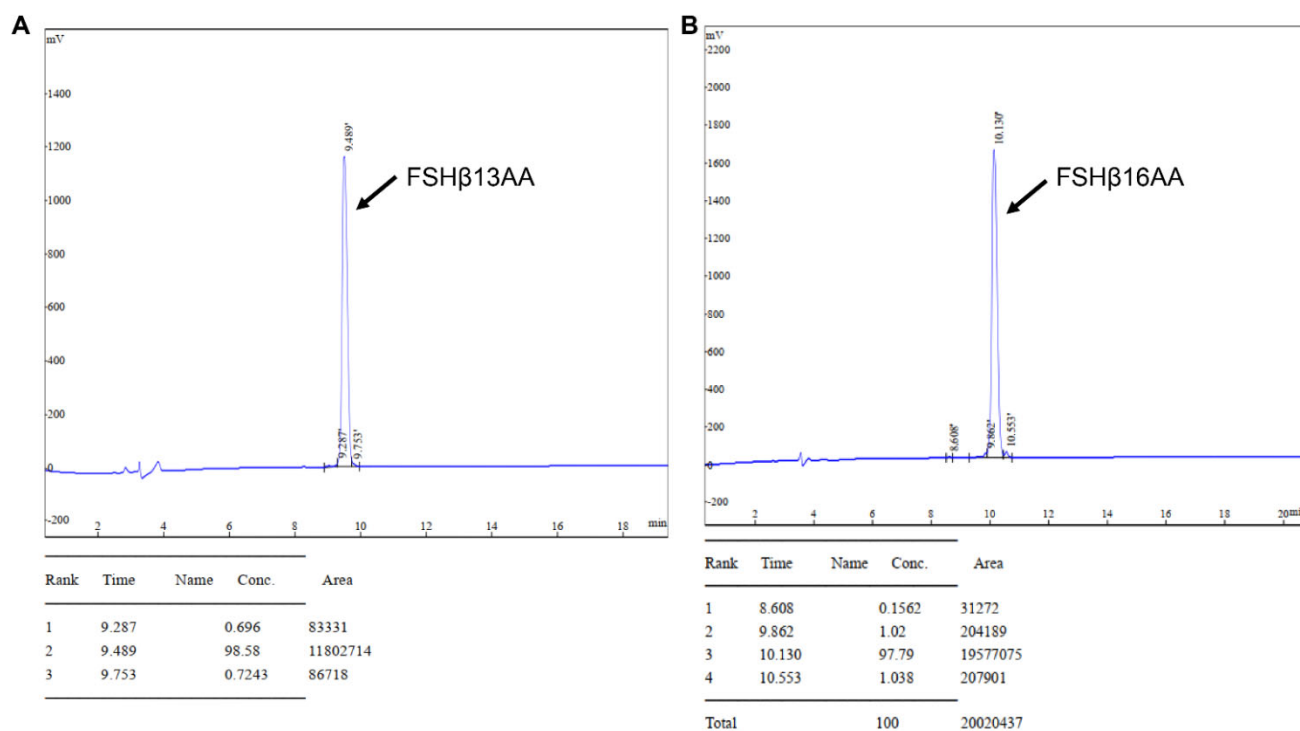 A
mV
1400
1200
1000
800
600
400
200
0
-200
9.489'
FSHβ13AA
9.287'
9.753'
2 4 6 8 10 12 14 16 18 min
Rank Time Name Conc. Area
1 9.287 0.696 83331
2 9.489 98.58 11802714
3 9.753 0.7243 86718
B
mV
2200
2000
1800
1600
1400
1200
1000
800
600
400
200
0
-200
10.130'
FSHβ16AA
8.608'
9.862'
10.553'
2 4 6 8 10 12 14 16 18 20
Rank Time Name Conc. Area
1 8.608 0.1562 31272
2 9.862 1.02 204189
3 10.130 97.79 19577075
4 10.553 1.038 207901
Total 100 20020437